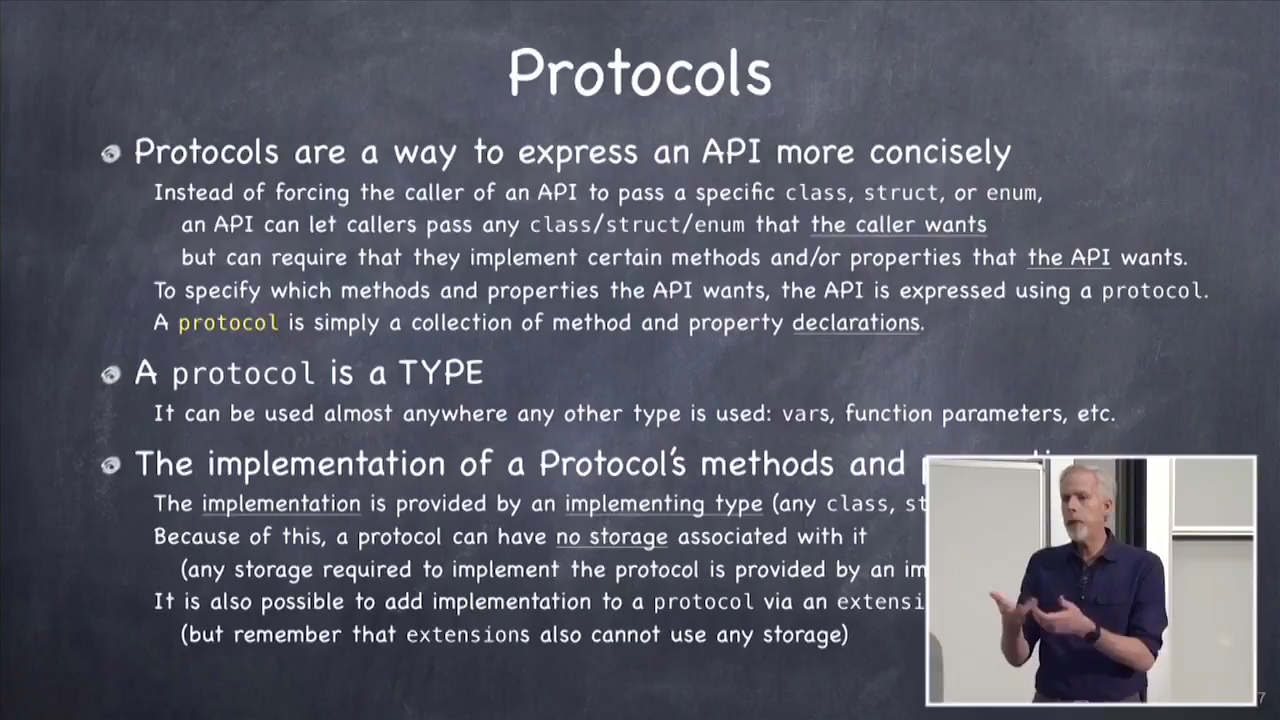 Protocols
Protocols are a way to express an API more concisely
Instead of forcing the caller of an API to pass a specific class, struct, or enum,
an API can let callers pass any class/struct/enum that the caller wants
but can require that they implement certain methods and/or properties that the API wants.
To specify which methods and properties the API wants, the API is expressed using a protocol.
A protocol is simply a collection of method and property declarations.
A protocol is a TYPE
It can be used almost anywhere any other type is used: vars, function parameters, etc.
The implementation of a Protocol's methods and
The implementation is provided by an implementing type (any class,
Because of this, a protocol can have no storage associated with it
(any storage required to implement the protocol is provided by an
It is also possible to add implementation to a protocol via an
(but remember that extensions also cannot use any storage)
7